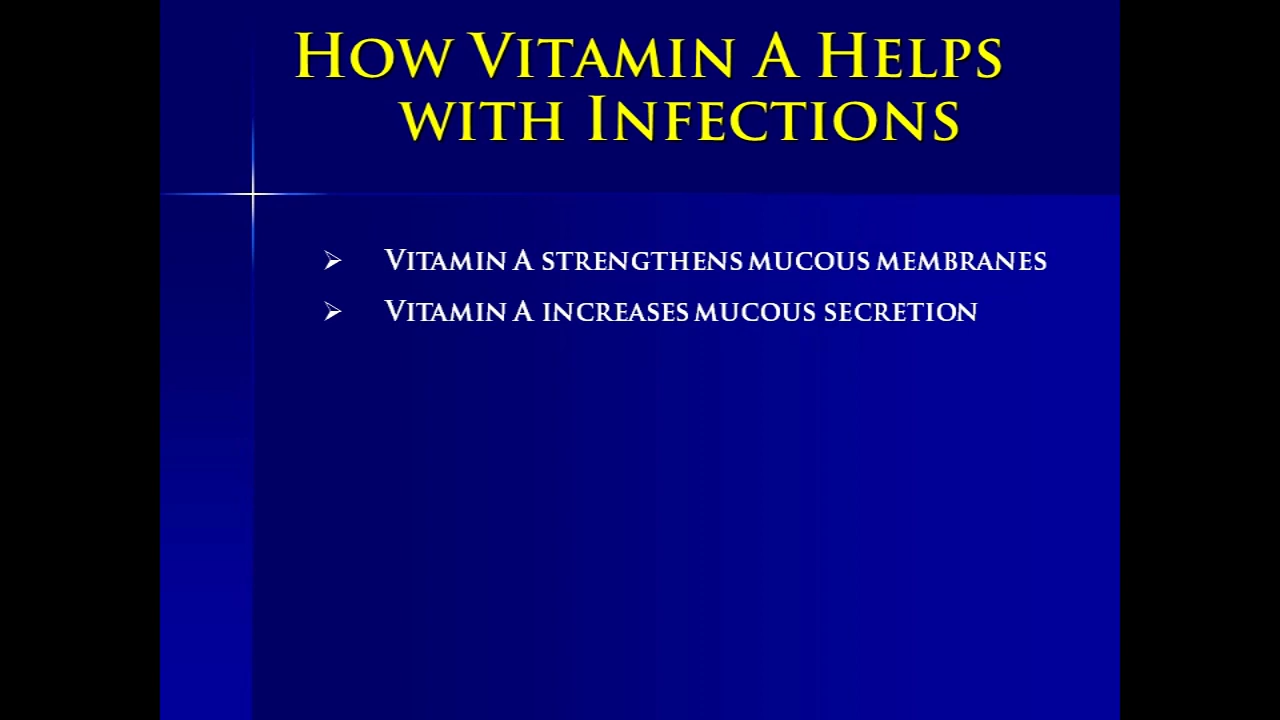 How Vitamin A Helps
with Infections
Vitamin A strengthens mucous membranes
Vitamin A increases mucous secretion